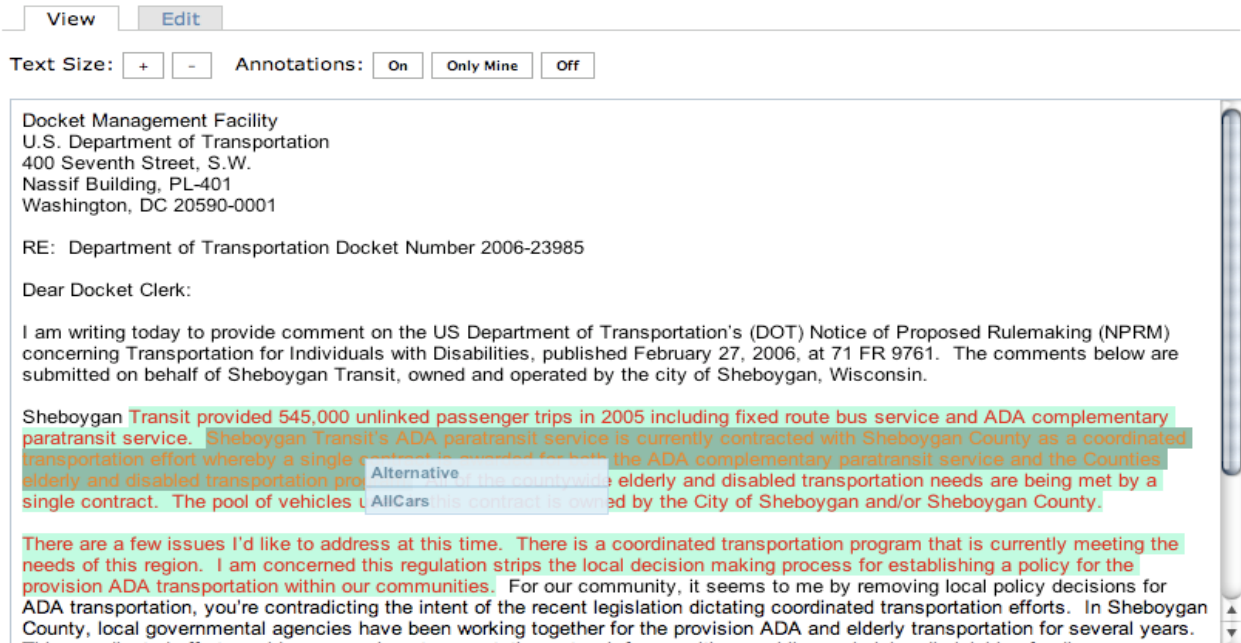 View Edit
Text Size: + - Annotations: On Only Mine Off
Docket Management Facility
U.S. Department of Transportation
400 Seventh Street, S.W.
Nassif Building, PL-401
Washington, DC 20590-0001
RE: Department of Transportation Docket Number 2006-23985
Dear Docket Clerk:
I am writing today to provide comment on the US Department of Transportation's (DOT) Notice of Proposed Rulemaking (NPRM)
concerning Transportation for Individuals with Disabilities, published February 27, 2006, at 71 FR 9761. The comments below are
submitted on behalf of Sheboygan Transit, owned and operated by the city of Sheboygan, Wisconsin.
Sheboygan Transit provided 545,000 unlinked passenger trips in 2005 including fixed route bus service and ADA complementary
paratransit service. Sheboygan Transit's ADA paratransit service is currently contracted with Sheboygan County as a coordinated
transportation effort whereby a single contract is awarded for both the ADA complementary paratransit service and the Counties
elderly and disabled transportation All of the countywide elderly and disabled transportation needs are being met by a
Alternative
single contract. The pool of vehicles this contract is owned by the City of Sheboygan and/or Sheboygan County.
AllCars
There are a few issues I'd like to address at this time. There is a coordinated transportation program that is currently meeting the
needs of this region. I am concerned this regulation strips the local decision making process for establishing a policy for the
provision ADA transportation within our communities. For our community, it seems to me by removing local policy decisions for
ADA transportation, you're contradicting the intent of the recent legislation dictating coordinated transportation efforts. In Sheboygan
County, local governmental agencies have been working together for the provision ADA and elderly transportation for several years.